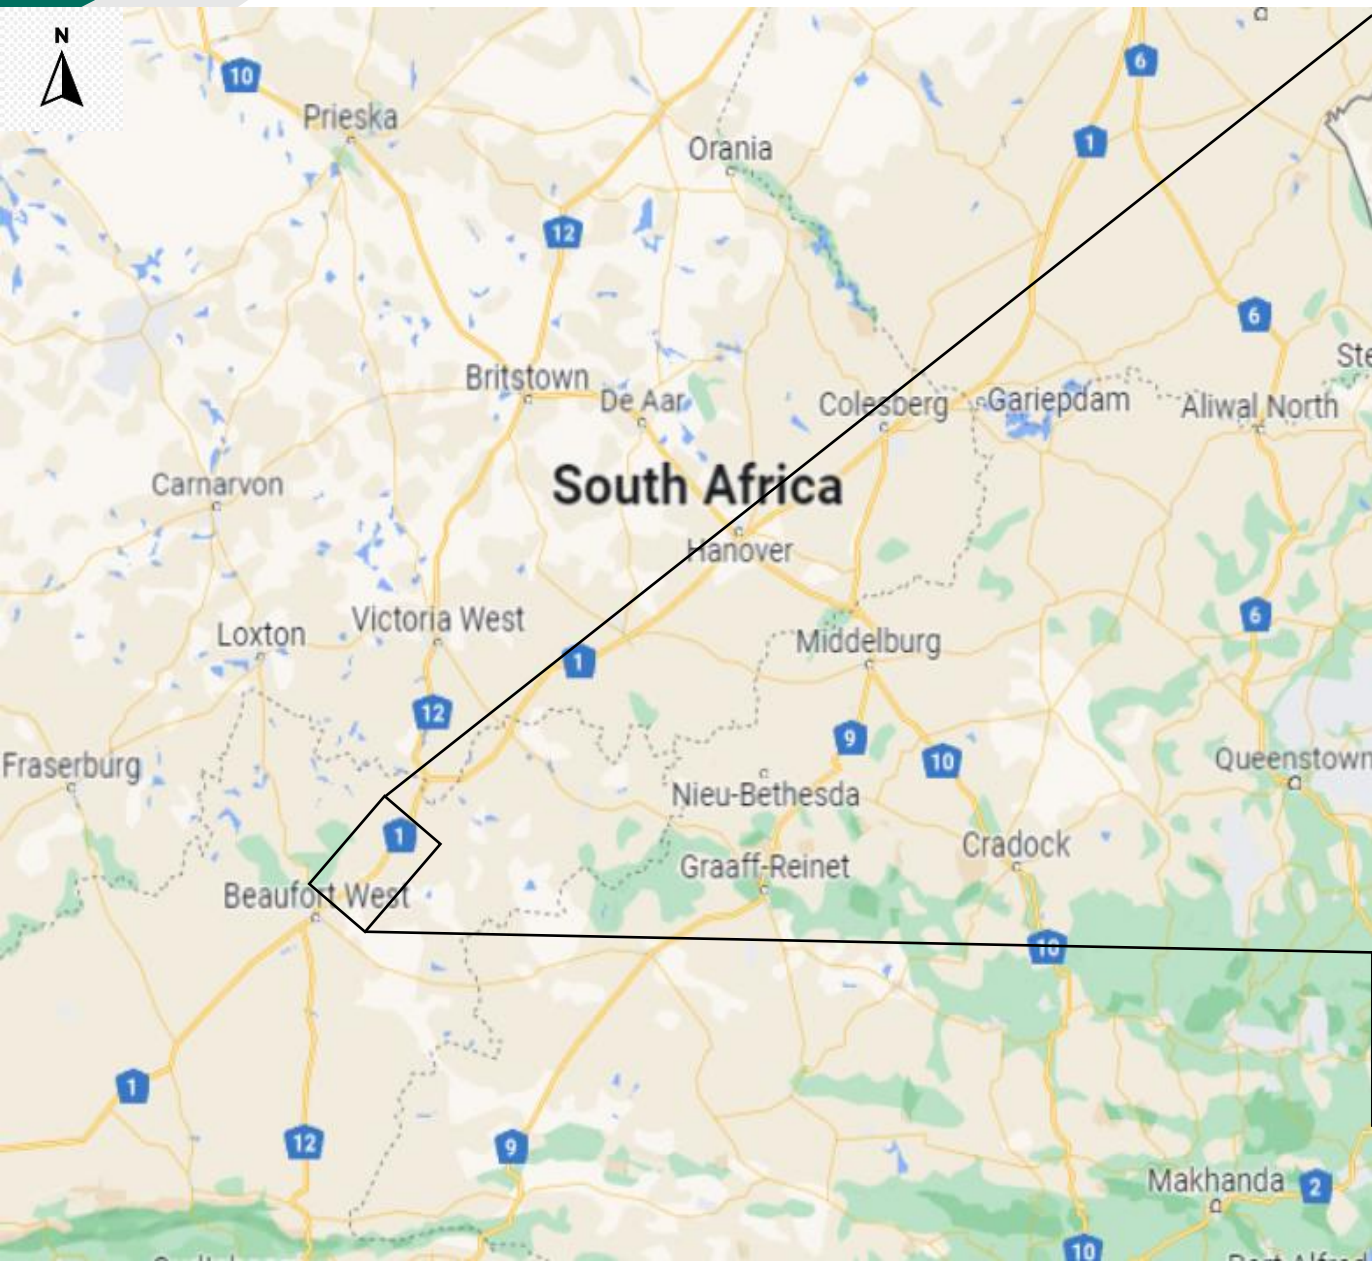 N
10
6
Prieska
1
Orania
12
6
Ste
Britstown
De Aar
Colesberg
Gariepdam
Aliwal North
South Africa
Carnarvon
Hanover
Victoria West
Loxton
Middelburg
6
1
12
9
10
Fraserburg
Queenstown
Nieu-Bethesda
1
Cradock
Graaff-Reinet
Beaufort West
10
1
12
9
Makhanda
2
10